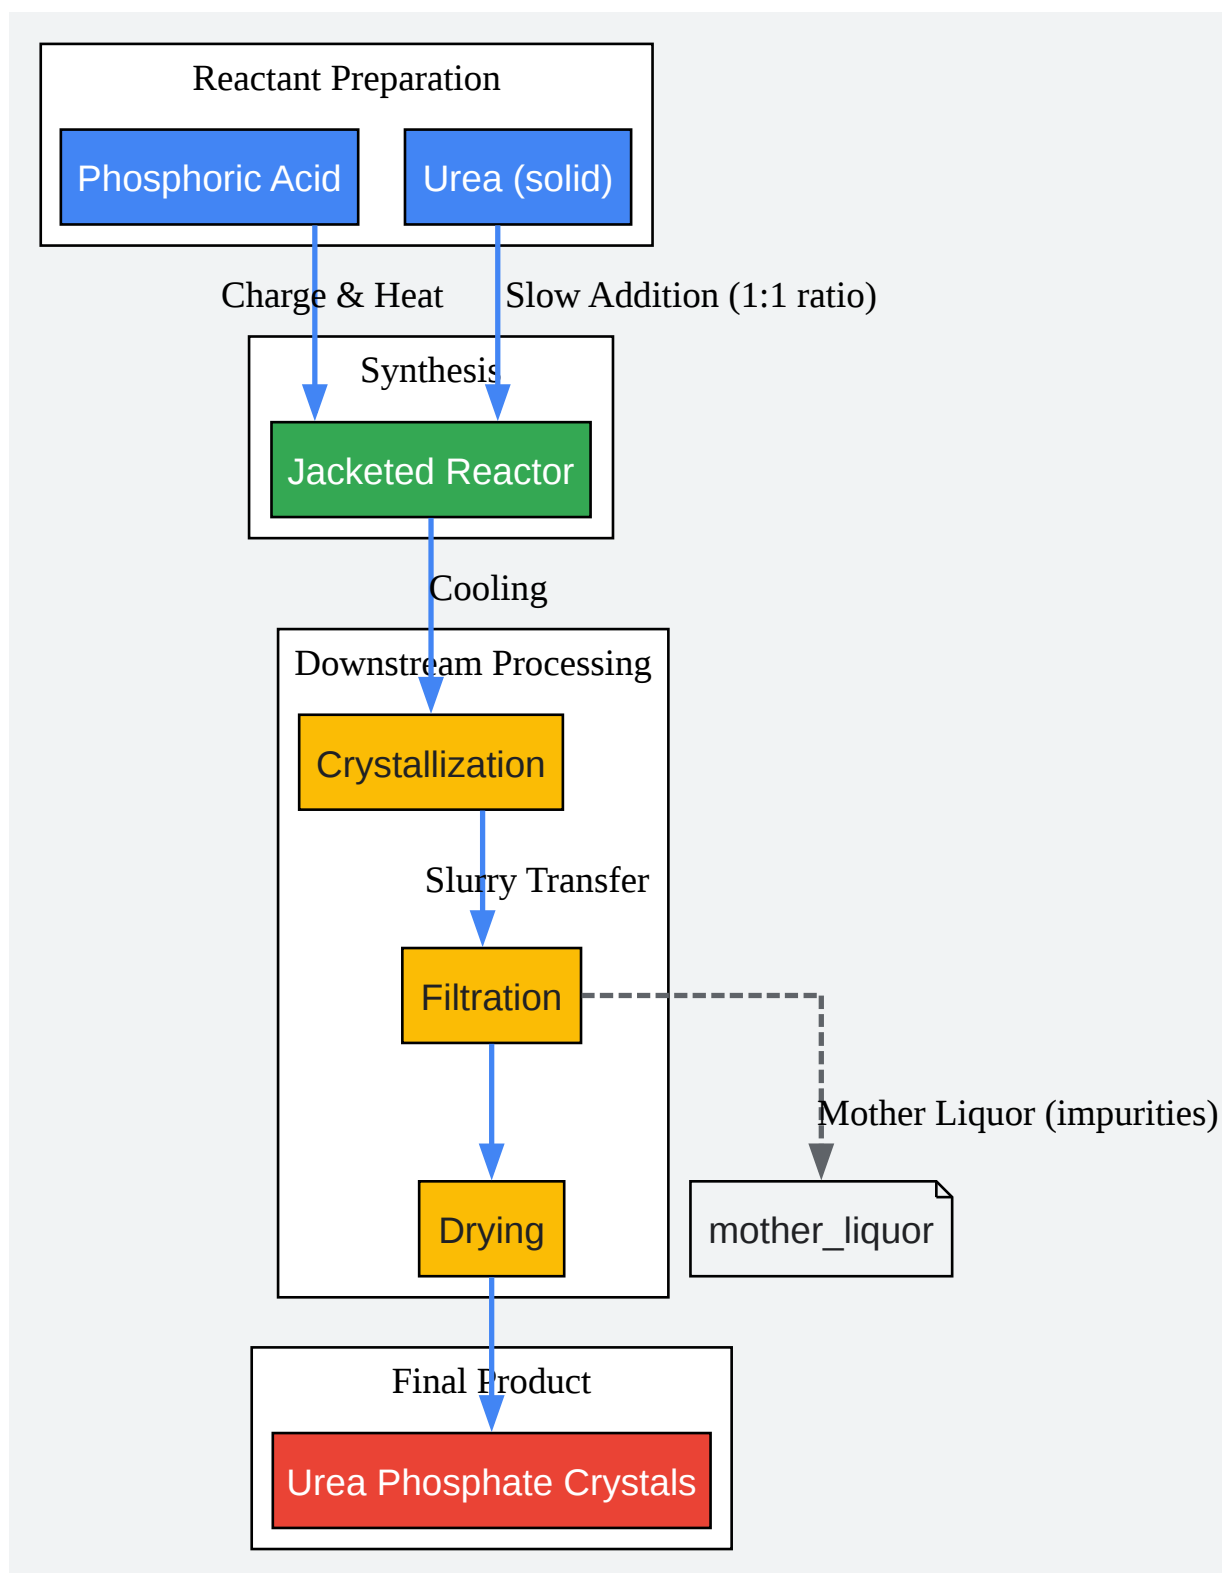 Reactant Preparation
Phosphoric Acid
Urea (solid)
Charge & Heat
Slow Addition (1:1 ratio)
Synthesis
Jacketed Reactor
Cooling
Downstream Processing
Crystallization
Slurry Transfer
Filtration
Mother Liquor (impurities)
Drying
mother_liquor
Final Product
Urea Phosphate Crystals